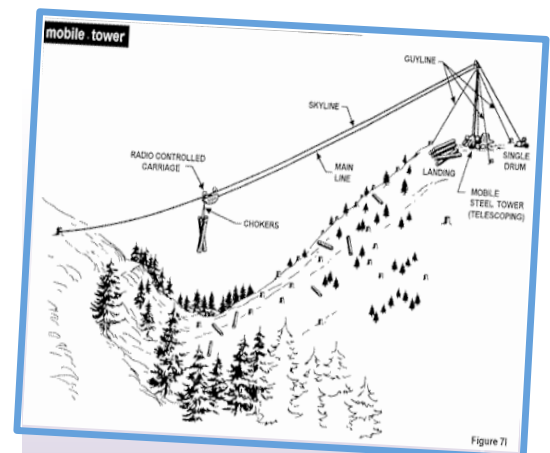 mobile tower
GUYLINE
SKYLINE
SINGLE
DRUM
RADIO CONTROLLED
CARRIAGE
MAIN
LINE
LANDING
MOBILE
STEEL TOWER
(TELESCOPING)
CHOKERS
Figure 7I